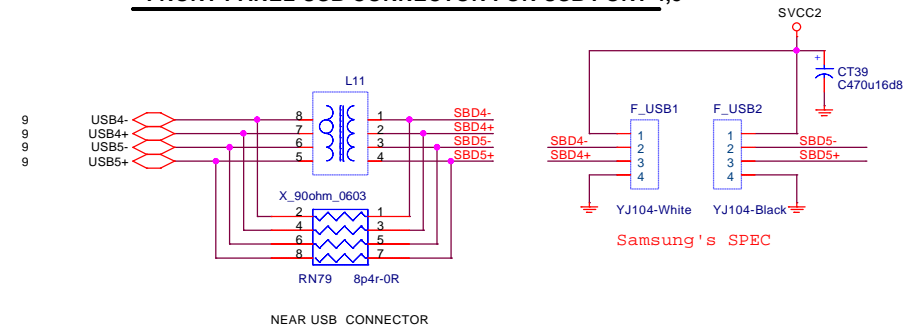 SVCC2
+
CT39
C470u16d8
L11
9 USB4- 8 1 SBD4-
9 USB4+ 7 2 SBD4+
9 USB5- 6 3 SBD5-
9 USB5+ 5 4 SBD5+
F_USB1 F_USB2
1 1
SBD4- 2 2 SBD5-
SBD4+ 3 3 SBD5+
4 4
YJ104-White YJ104-Black
Samsung's SPEC
X_90ohm_0603
2 1
4 3
6 5
8 7
RN79 8p4r-0R
NEAR USB CONNECTOR